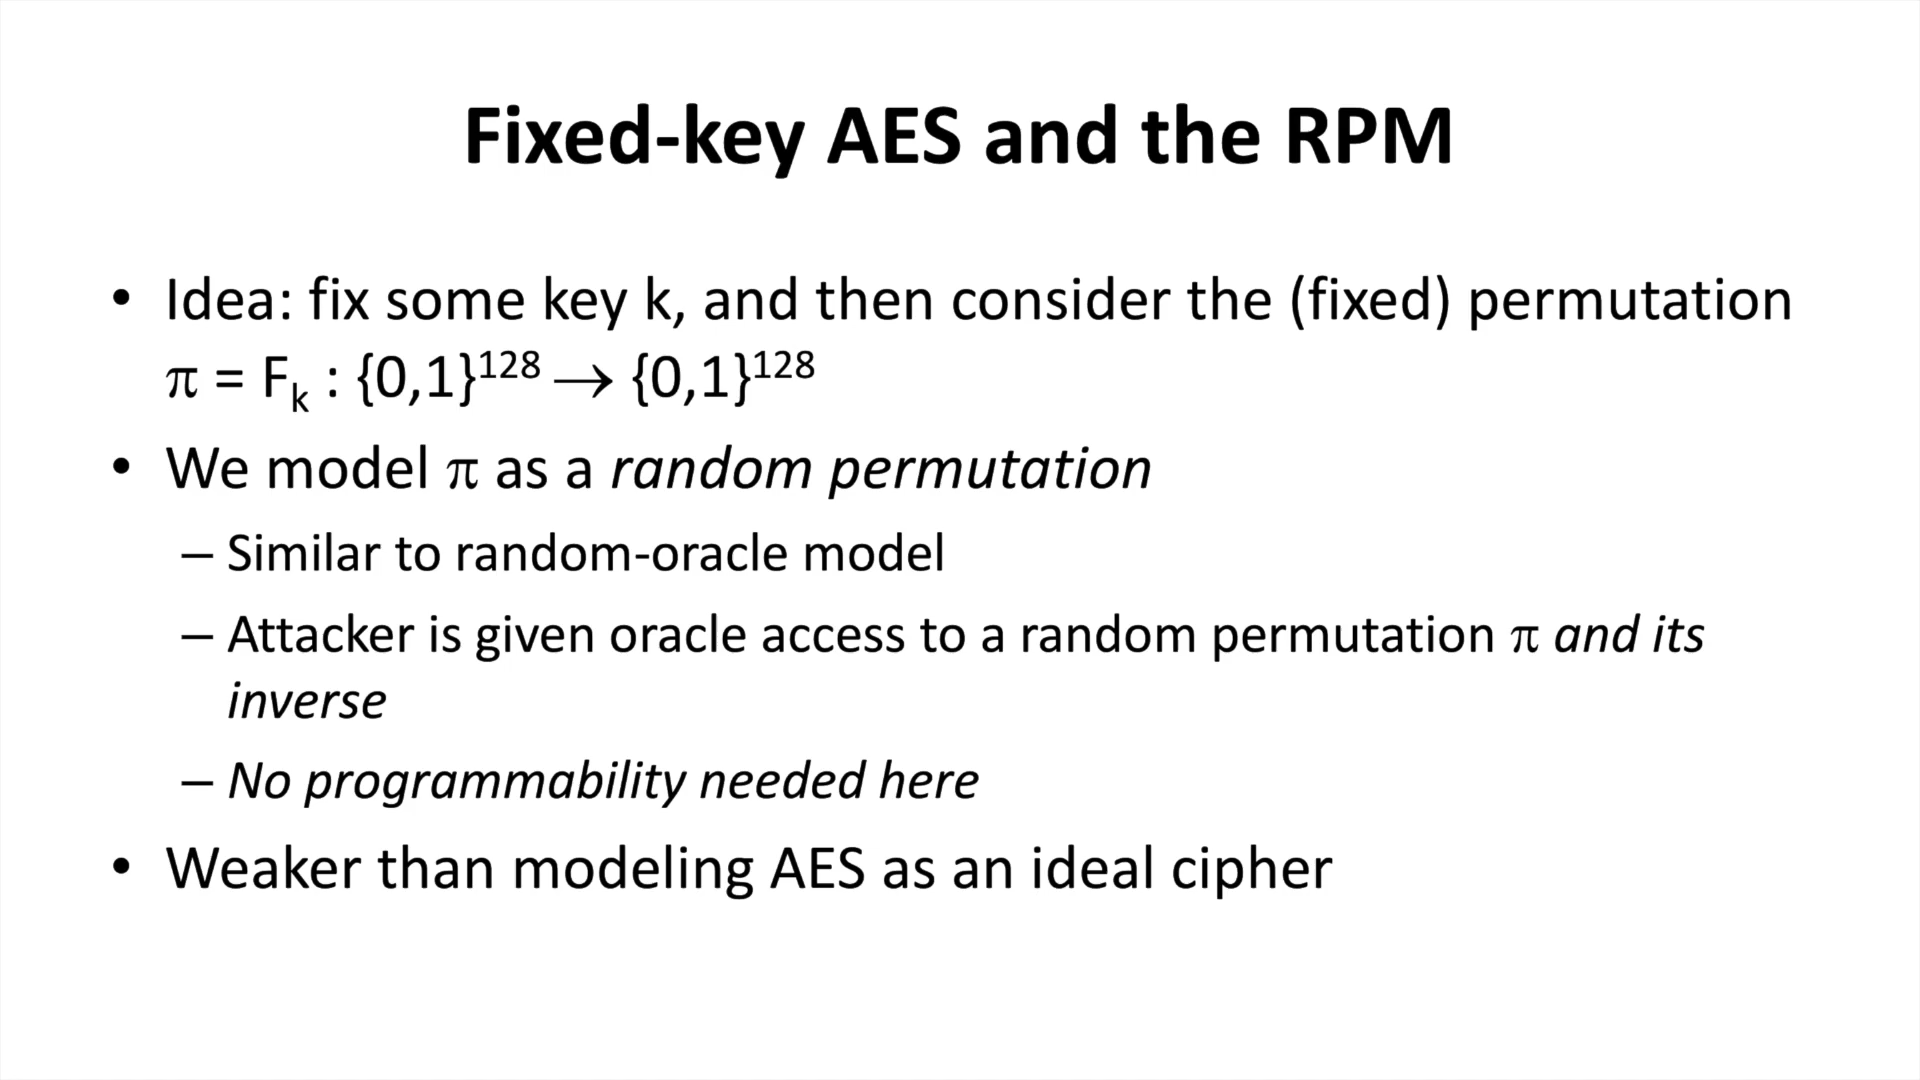 Fixed-key AES and the RPM
• Idea: fix some key k, and then consider the (fixed) permutation
π = Fₖ : {0,1}¹²⁸ → {0,1}¹²⁸
• We model π as a random permutation
– Similar to random-oracle model
– Attacker is given oracle access to a random permutation π and its
inverse
– No programmability needed here
• Weaker than modeling AES as an ideal cipher